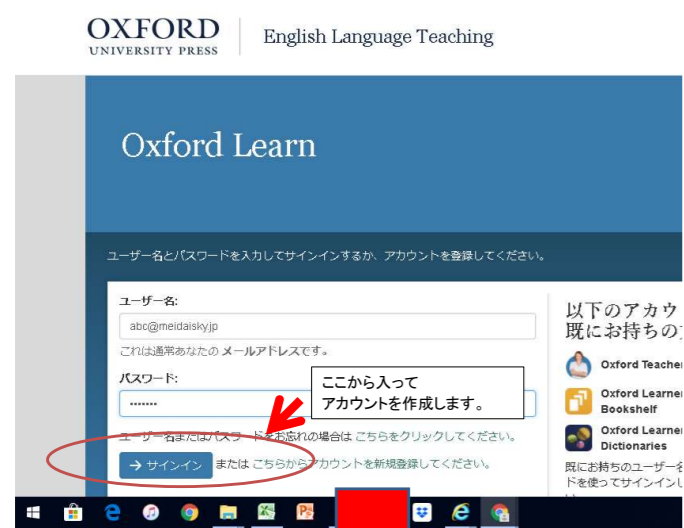 OXFORD
UNIVERSITY PRESS
English Language Teaching
Oxford Learn
ユーザー名とパスワードを入力してサインインするか、アカウントを登録してください。
ユーザー名:
abc@meidaisky.jp
これは通常あなたの メールアドレスです。
パスワード:
•••••••
ここから入って
アカウントを作成します。
ユーザー名またはパスワードをお忘れの場合は こちらをクリックしてください。
→ サインイン または こちらからアカウントを新規登録してください。
以下のアカウ
既にお持ちの
Oxford Teacher
Oxford Learner
Bookshelf
Oxford Learner
Dictionaries
既にお持ちのユーザー名
ドを使ってサインインし